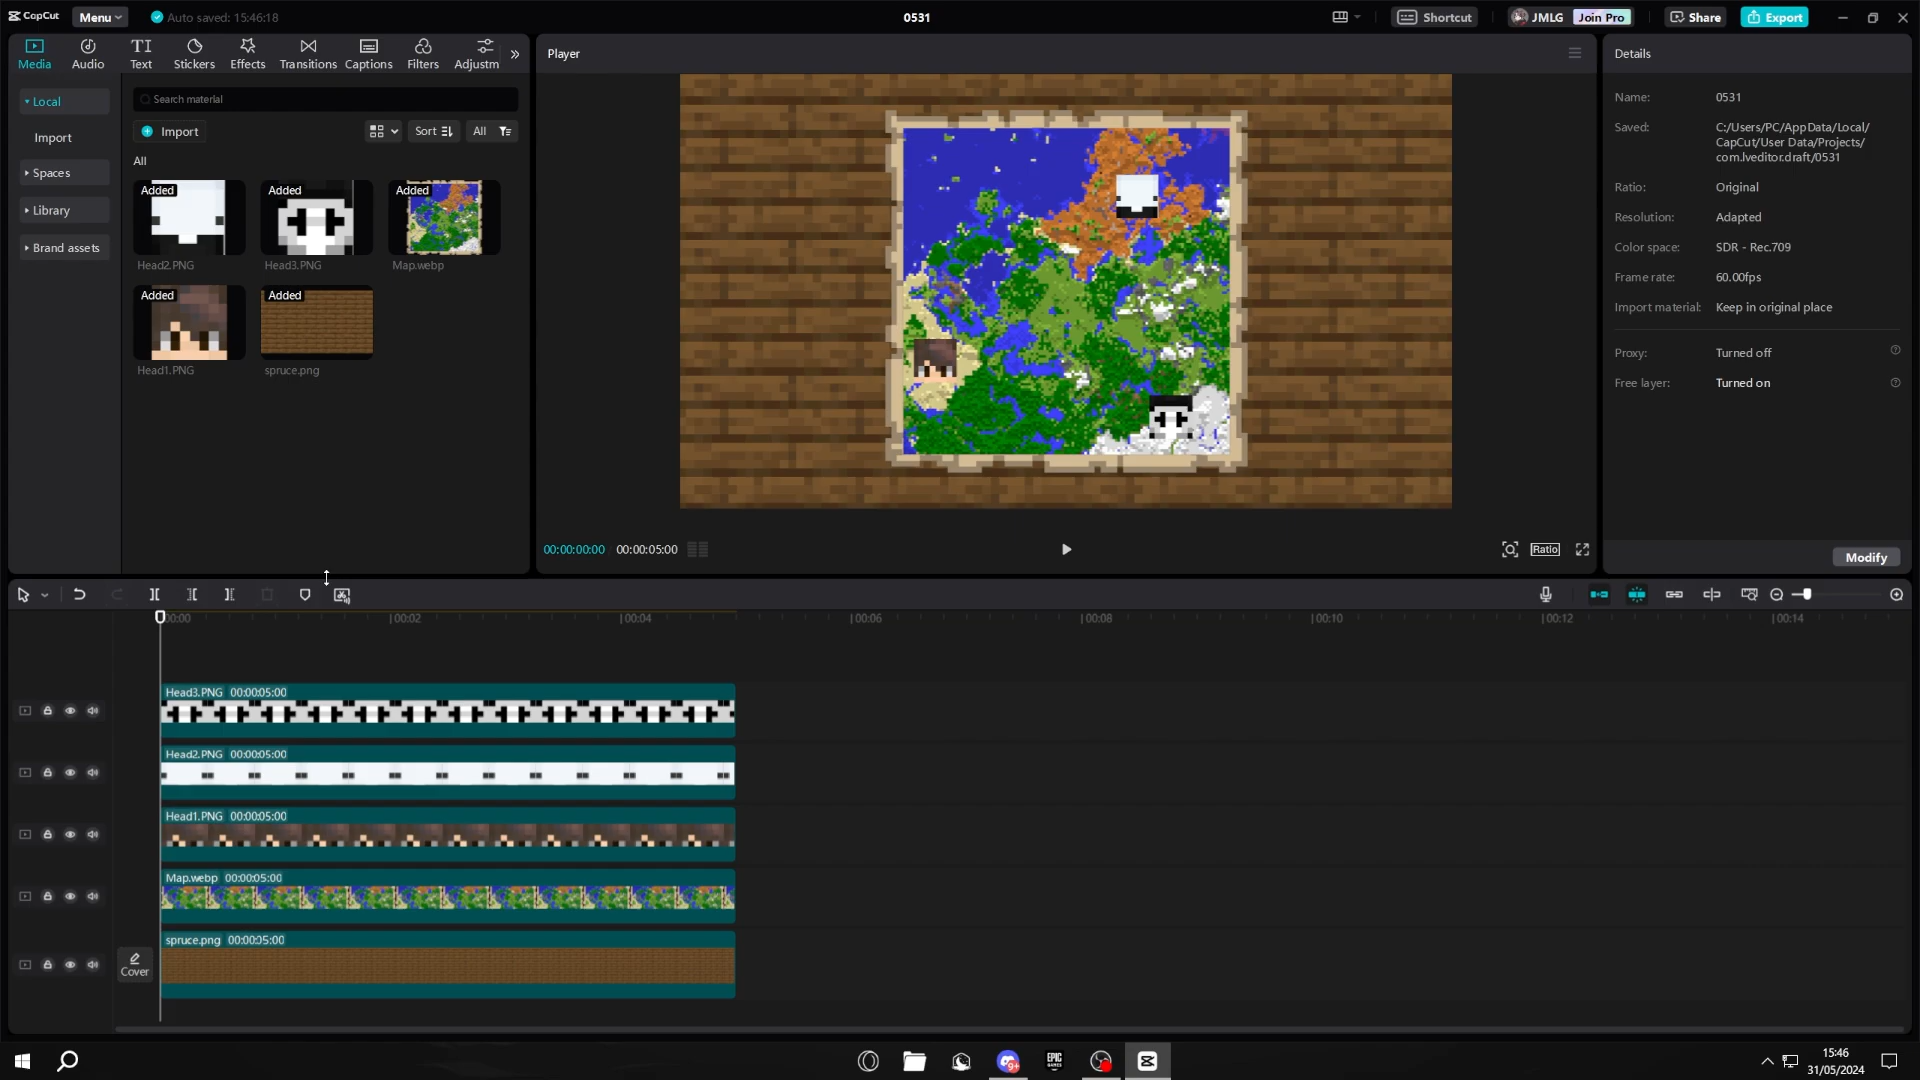 CapCut
Menu
Auto saved: 15:46:18
0531
Shortcut
JMLG
Join Pro
Share
Export
Media
Audio
TI
Text
Stickers
Effects
Transitions
Captions
Filters
Adjustm
Local
Import
Spaces
Library
Brand assets
Search material
Import
Sort
All
All
Added
Added
Added
Head2.PNG
Head3.PNG
Map.webp
Added
Added
Head1.PNG
spruce.png
Player
00:00:00:00
00:00:05:00
Ratio
Details
Name:
0531
Saved:
C:/Users/PC/AppData/Local/
CapCut/User Data/Projects/
com.lveditor.draft/0531
Ratio:
Original
Resolution:
Adapted
Color space:
SDR - Rec.709
Frame rate:
60.00fps
Import material:
Keep in original place
Proxy:
Turned off
Free layer:
Turned on
Modify
00:00
00:02
00:04
00:06
00:08
00:10
00:12
00:14
Head3.PNG 00:00:05:00
Head2.PNG 00:00:05:00
Head1.PNG 00:00:05:00
Map.webp 00:00:05:00
spruce.png 00:00:05:00
Cover
9+
EPIC
GAMES
15:46
31/05/2024